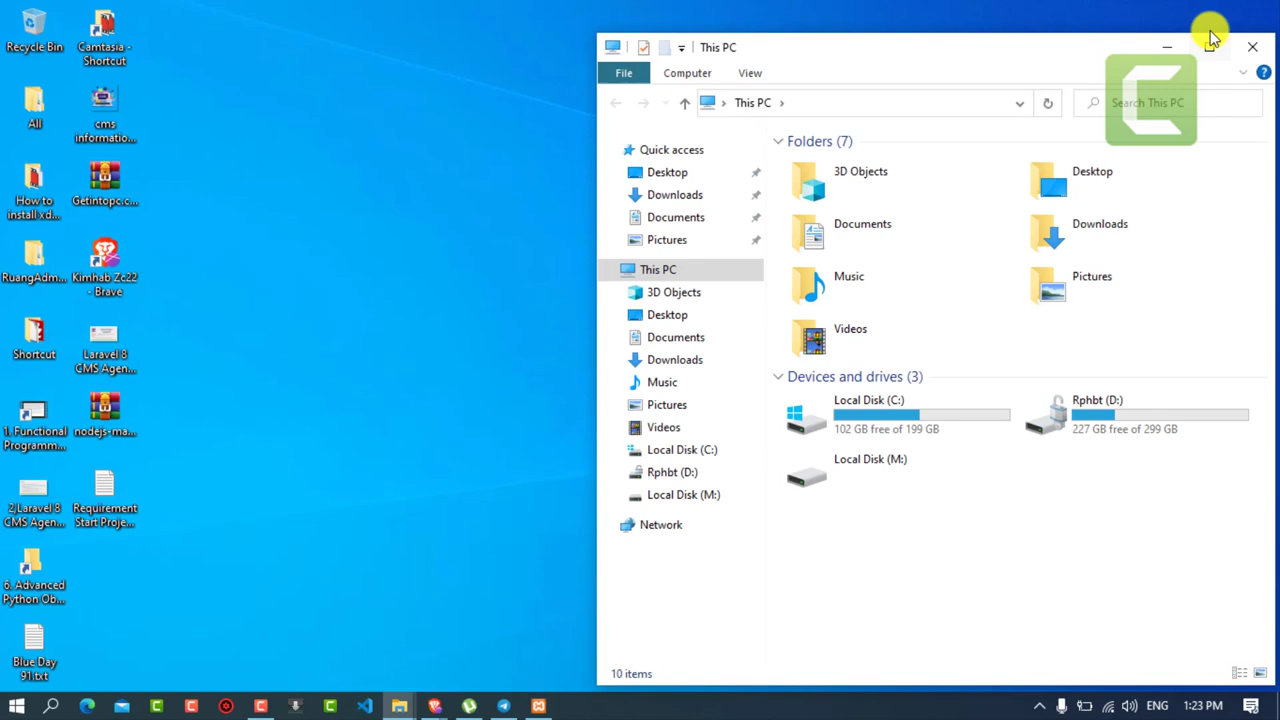 Recycle Bin
Camtasia -
Shortcut
All
cms
informatio...
How to
install xd...
Getintopc.c...
RuangAdm...
Kimhab Zc22
- Brave
Shortcut
Laravel 8
CMS Agen...
1. Functional
Programm...
nodejs-ma...
2,Laravel 8
CMS Agen...
Requirement
Start Proje...
6. Advanced
Python Ob...
Blue Day
91.txt
This PC
File
Computer
View
This PC
Search This PC
Quick access
Desktop
Downloads
Documents
Pictures
This PC
3D Objects
Desktop
Documents
Downloads
Music
Pictures
Videos
Local Disk (C:)
Rphbt (D:)
Local Disk (M:)
Network
Folders (7)
3D Objects
Desktop
Documents
Downloads
Music
Pictures
Videos
Devices and drives (3)
Local Disk (C:)
102 GB free of 199 GB
Rphbt (D:)
227 GB free of 299 GB
Local Disk (M:)
10 items
1:23 PM